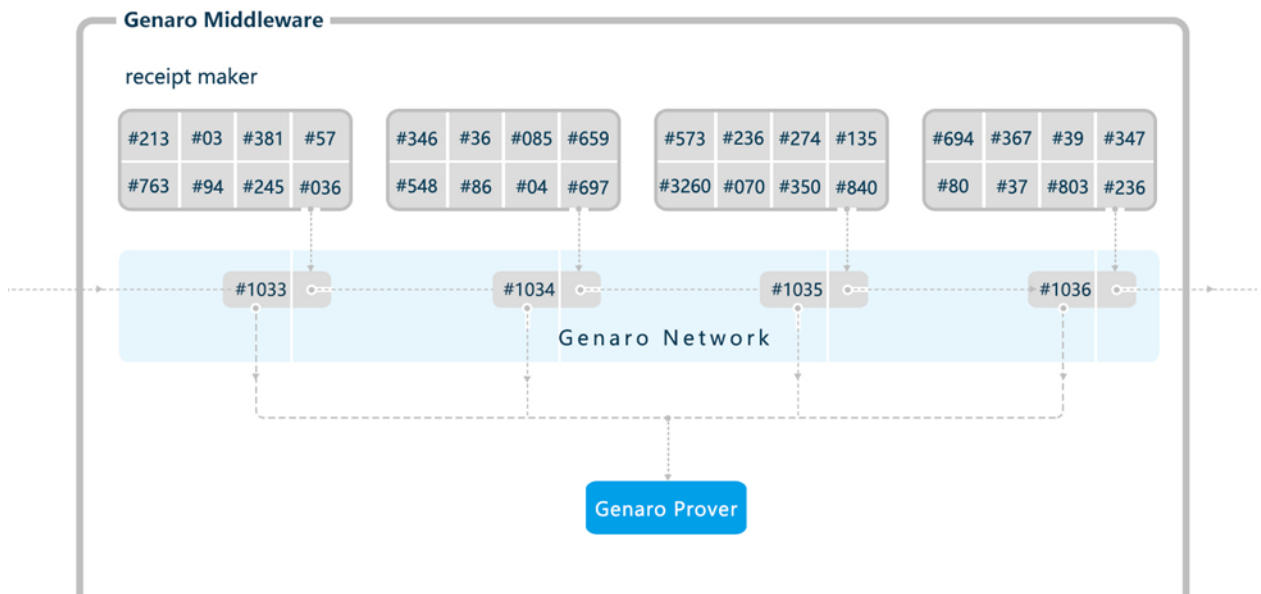 Genaro Middleware
receipt maker
#213 #03 #381 #57
#763 #94 #245 #036
#346 #36 #085 #659
#548 #86 #04 #697
#573 #236 #274 #135
#3260 #070 #350 #840
#694 #367 #39 #347
#80 #37 #803 #236
#1033
#1034
#1035
#1036
Genaro Network
Genaro Prover